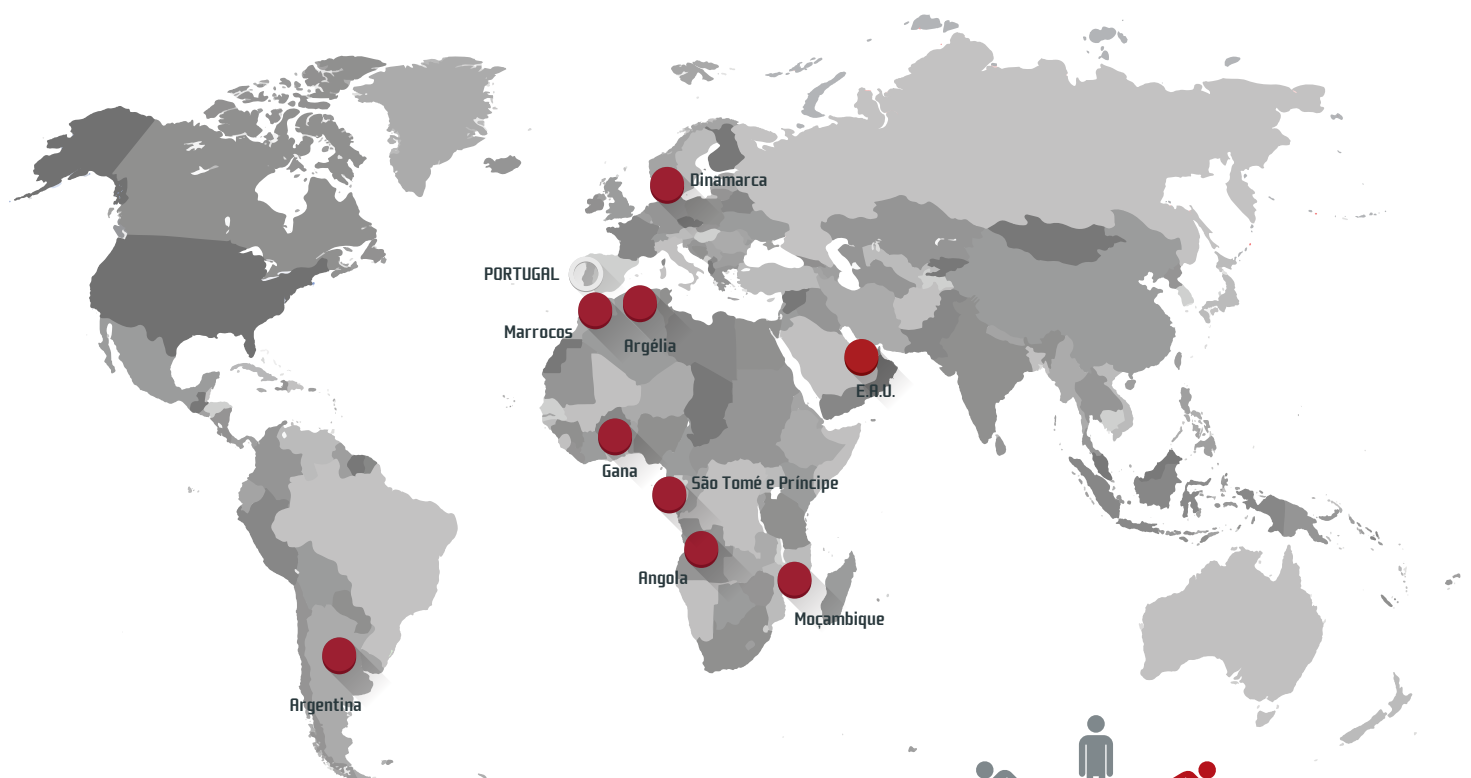 Dinamarca
PORTUGAL
Marrocos
Argélia
E.A.U.
Gana
São Tomé e Príncipe
Angola
Moçambique
Argentina